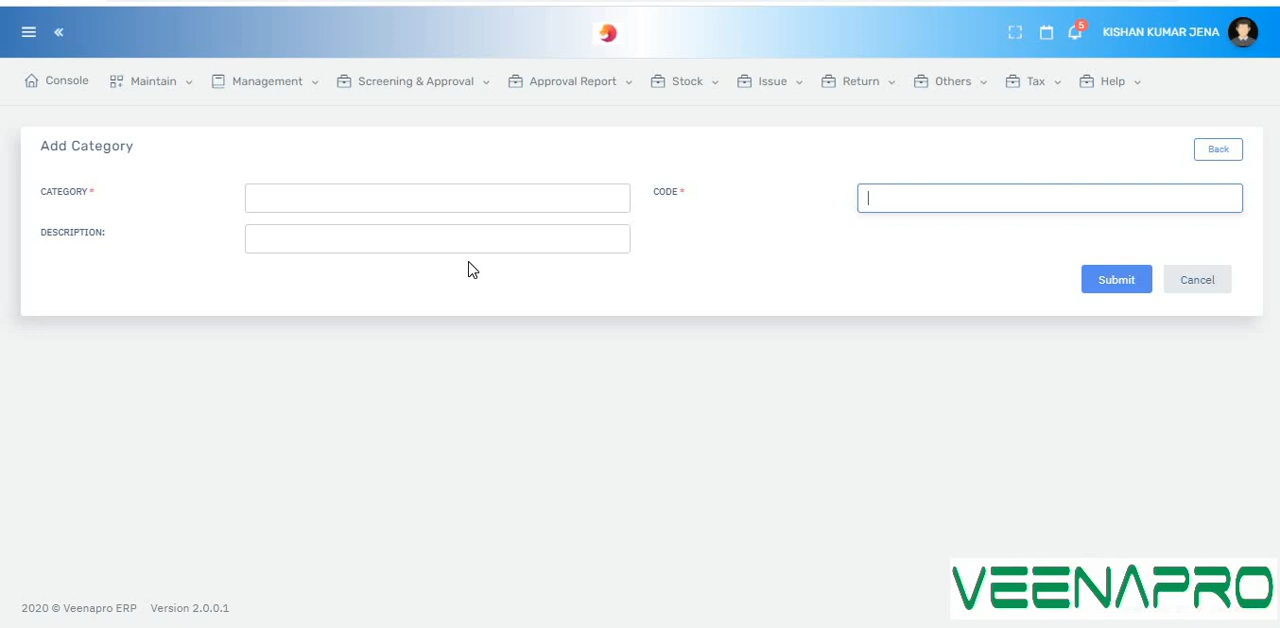 5 KISHAN KUMAR JENA
Console Maintain Management Screening & Approval Approval Report Stock Issue Return Others Tax Help
Add Category
Back
CATEGORY * CODE *
DESCRIPTION:
Submit Cancel
VEENAPRO
2020 © Veenapro ERP Version 2.0.0.1